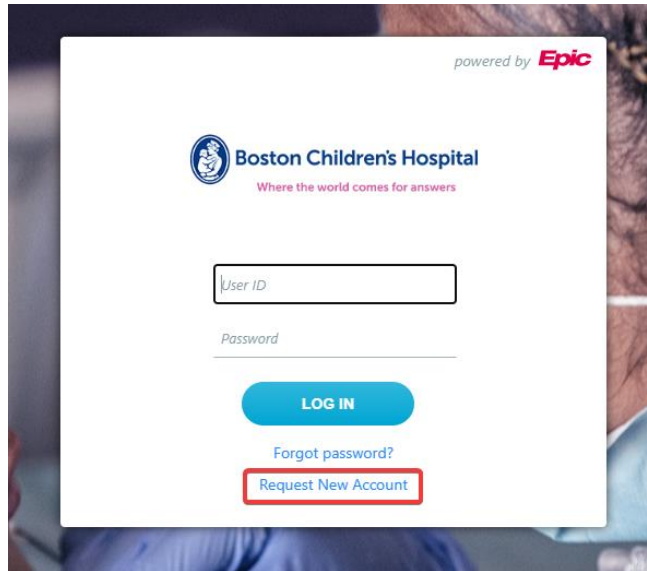 powered by Epic
Boston Children's Hospital
Where the world comes for answers
User ID
Password
LOG IN
Forgot password?
Request New Account